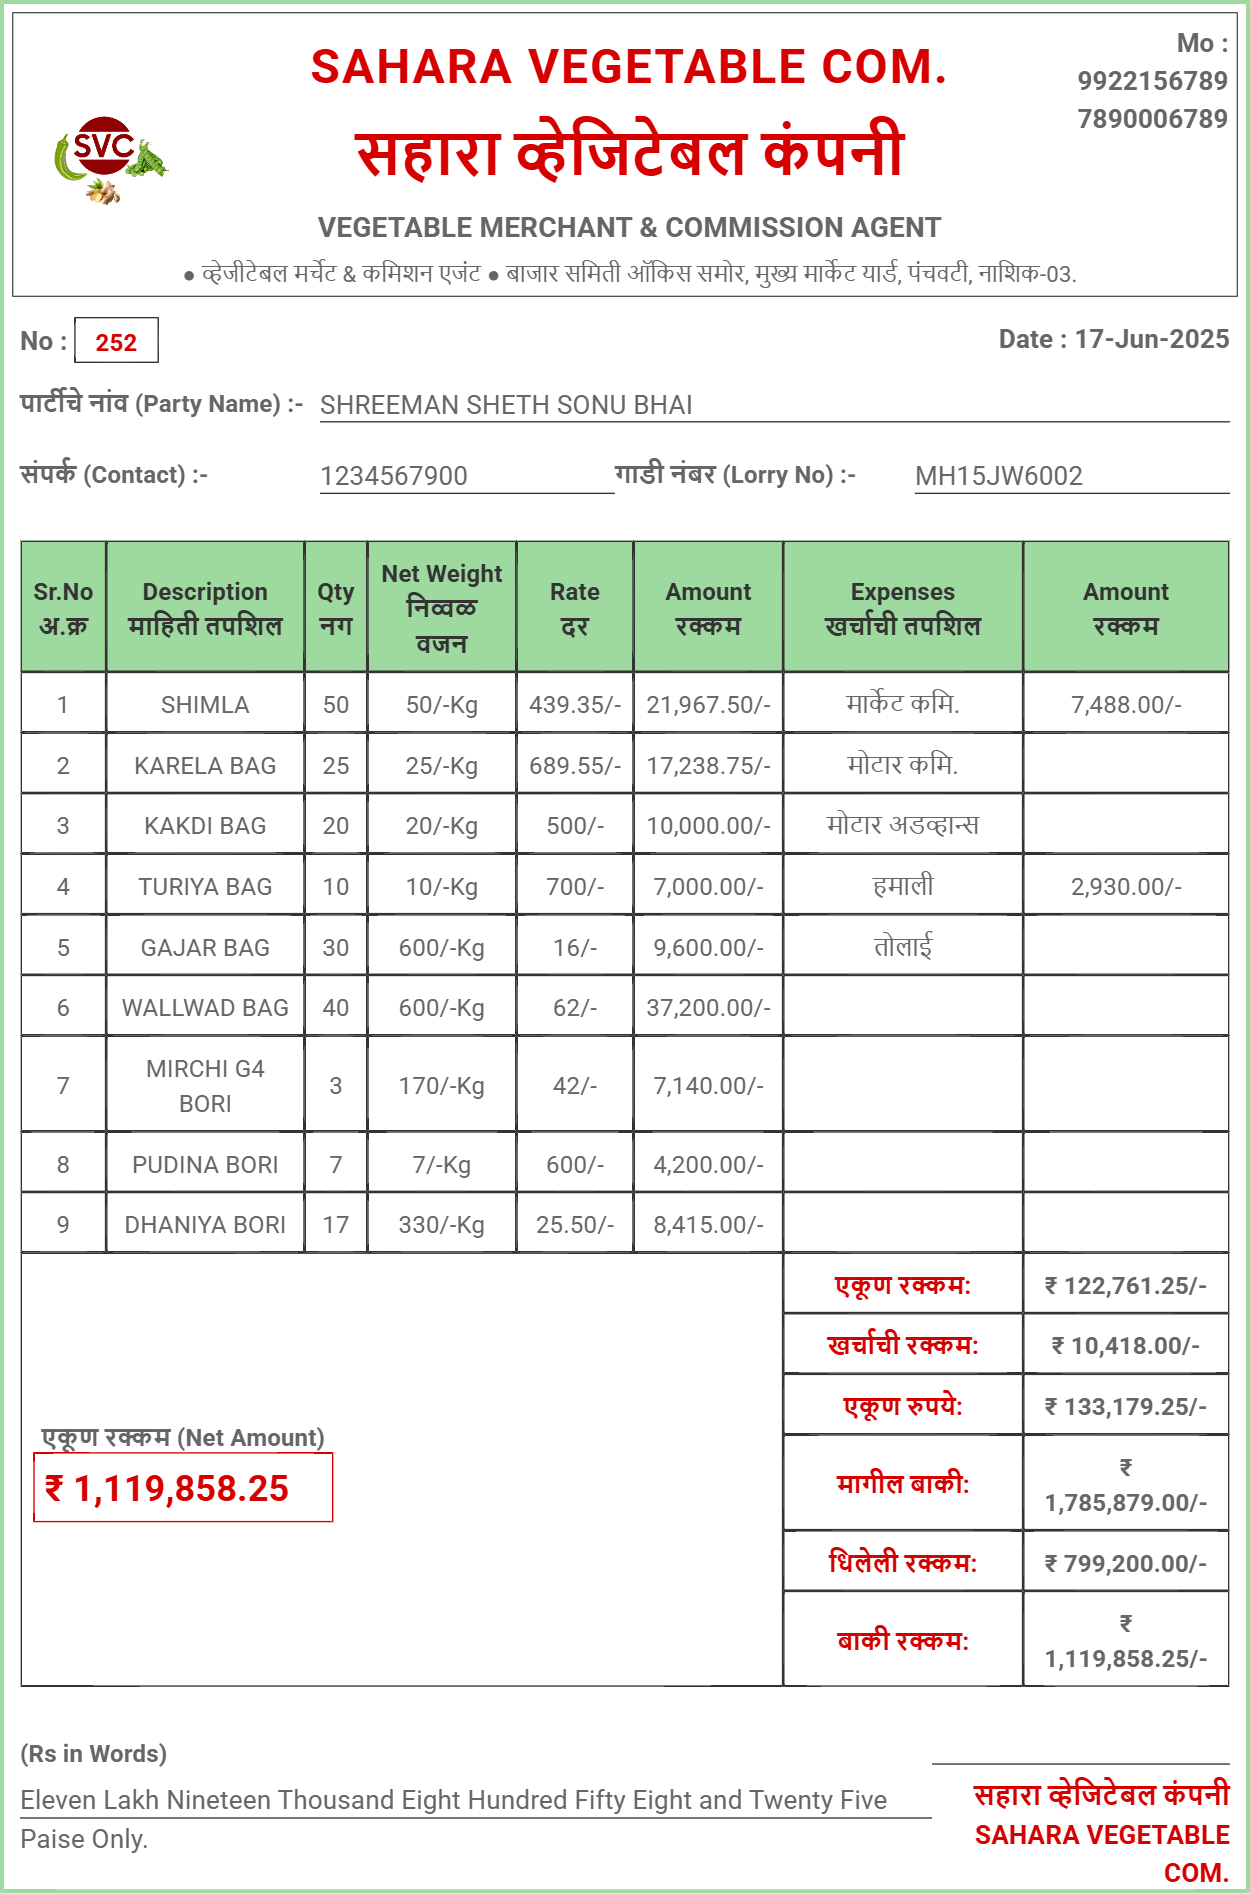 SAHARA VEGETABLE COM.
Mo :
9922156789
7890006789
SVC
सहारा व्हेजिटेबल कंपनी
VEGETABLE MERCHANT & COMMISSION AGENT
● व्हेजीटेबल मर्चेट & कमिशन एजंट ● बाजार समिती ऑकिस समोर, मुख्य मार्केट यार्ड, पंचवटी, नाशिक-03.
No : 252
Date : 17-Jun-2025
पार्टीचे नांव (Party Name) :- SHREEMAN SHETH SONU BHAI
संपर्क (Contact) :- 1234567900 गाडी नंबर (Lorry No) :- MH15JW6002
Sr.No अ.क्र Description माहिती तपशिल Qty नग Net Weight निव्वळ वजन Rate दर Amount रक्कम Expenses खर्चाची तपशिल Amount रक्कम
1 SHIMLA 50 50/-Kg 439.35/- 21,967.50/- मार्केट कमि. 7,488.00/-
2 KARELA BAG 25 25/-Kg 689.55/- 17,238.75/- मोटार कमि.
3 KAKDI BAG 20 20/-Kg 500/- 10,000.00/- मोटार अडव्हान्स
4 TURIYA BAG 10 10/-Kg 700/- 7,000.00/- हमाली 2,930.00/-
5 GAJAR BAG 30 600/-Kg 16/- 9,600.00/- तोलाई
6 WALLWAD BAG 40 600/-Kg 62/- 37,200.00/-
7 MIRCHI G4 BORI 3 170/-Kg 42/- 7,140.00/-
8 PUDINA BORI 7 7/-Kg 600/- 4,200.00/-
9 DHANIYA BORI 17 330/-Kg 25.50/- 8,415.00/-
एकूण रक्कम (Net Amount)
₹ 1,119,858.25
एकूण रक्कम: ₹ 122,761.25/-
खर्चाची रक्कम: ₹ 10,418.00/-
एकूण रुपये: ₹ 133,179.25/-
मागील बाकी: ₹ 1,785,879.00/-
धिलेली रक्कम: ₹ 799,200.00/-
बाकी रक्कम: ₹ 1,119,858.25/-
(Rs in Words)
Eleven Lakh Nineteen Thousand Eight Hundred Fifty Eight and Twenty Five
Paise Only.
सहारा व्हेजिटेबल कंपनी
SAHARA VEGETABLE
COM.